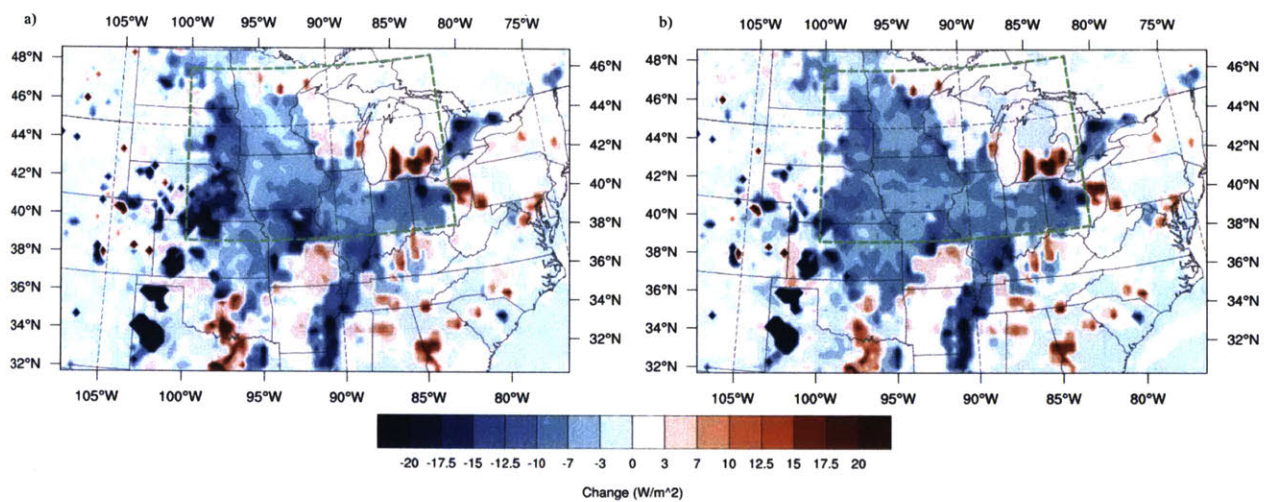 a)
105°W 100°W 95°W 90°W 85°W 80°W 75°W
48°N 46°N 44°N 42°N 40°N 38°N 36°N 34°N 32°N
46°N 44°N 42°N 40°N 38°N 36°N 34°N 32°N
105°W 100°W 95°W 90°W 85°W 80°W
b)
105°W 100°W 95°W 90°W 85°W 80°W 75°W
48°N 46°N 44°N 42°N 40°N 38°N 36°N 34°N 32°N
46°N 44°N 42°N 40°N 38°N 36°N 34°N 32°N
105°W 100°W 95°W 90°W 85°W 80°W
-20 -17.5 -15 -12.5 -10 -7 -3 0 3 7 10 12.5 15 17.5 20
Change (W/m^2)